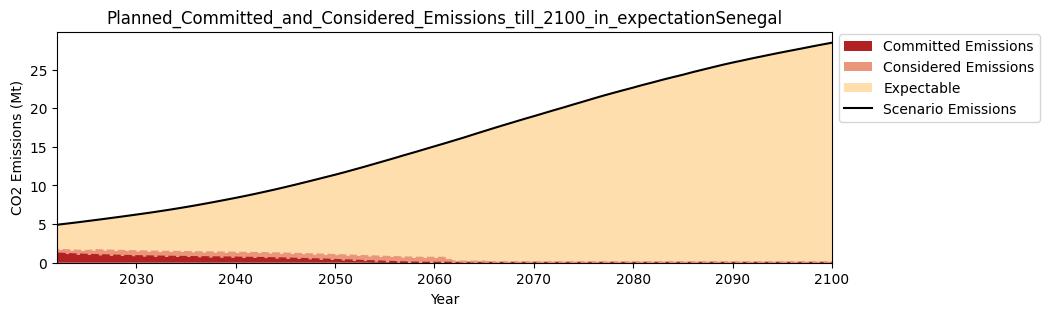 Planned_Committed_and_Considered_Emissions_till_2100_in_expectationSenegal
CO2 Emissions (Mt)
25
20
15
10
5
0
2030 2040 2050 2060 2070 2080 2090 2100
Year
Committed Emissions
Considered Emissions
Expectable
Scenario Emissions